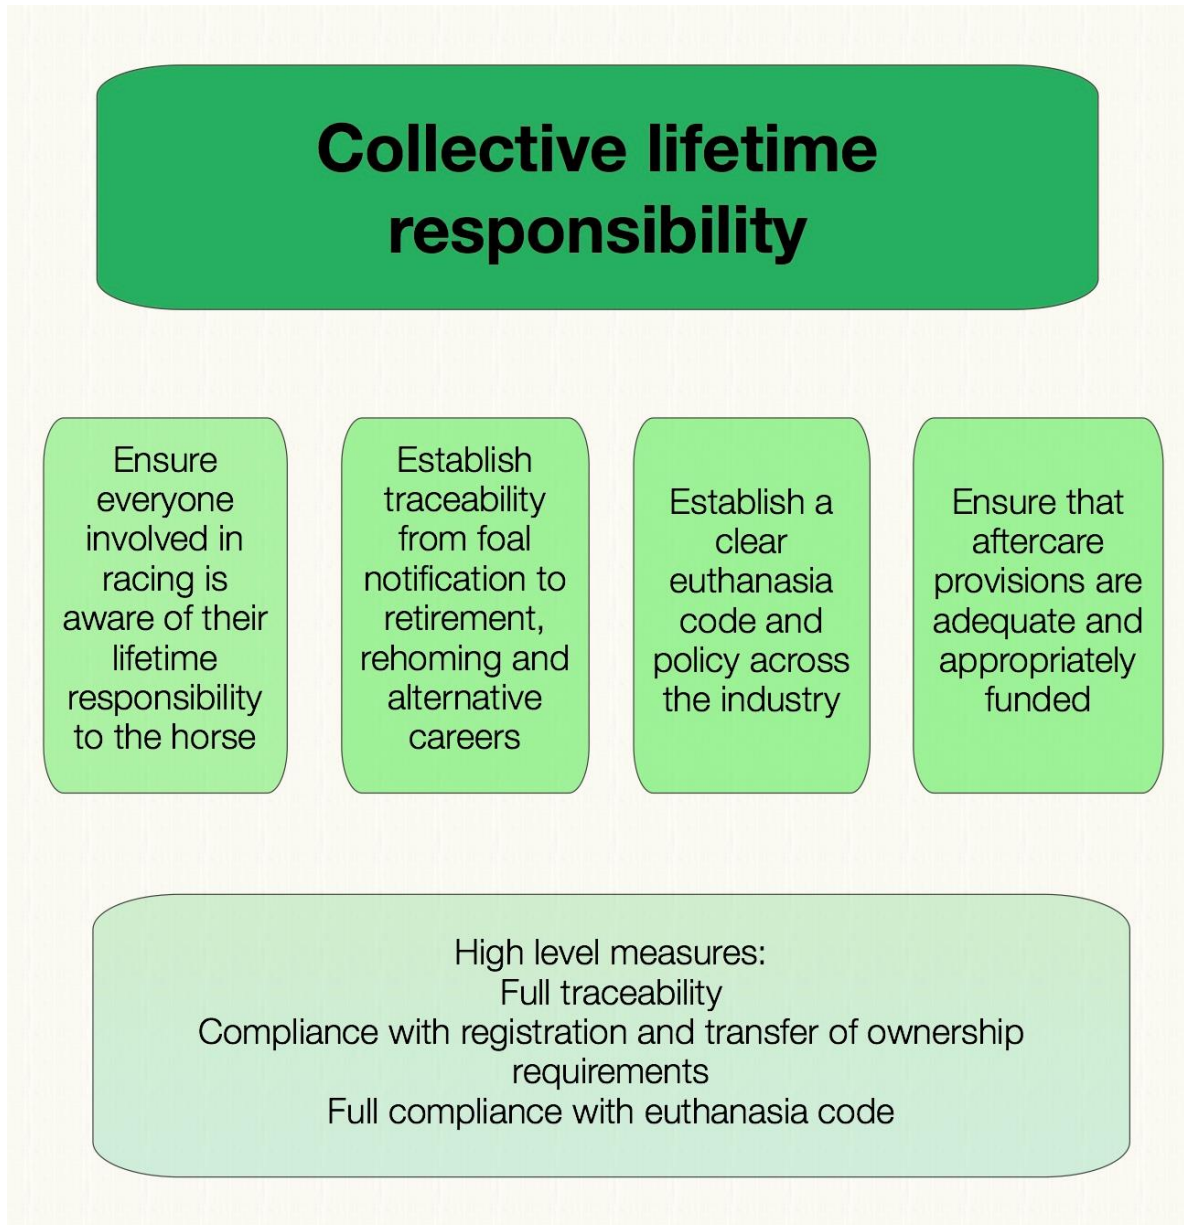 Collective lifetime
responsibility
Ensure
everyone
involved in
racing is
aware of their
lifetime
responsibility
to the horse
Establish
traceability
from foal
notification to
retirement,
rehoming and
alternative
careers
Establish a
clear
euthanasia
code and
policy across
the industry
Ensure that
aftercare
provisions are
adequate and
appropriately
funded
High level measures:
Full traceability
Compliance with registration and transfer of ownership
requirements
Full compliance with euthanasia code